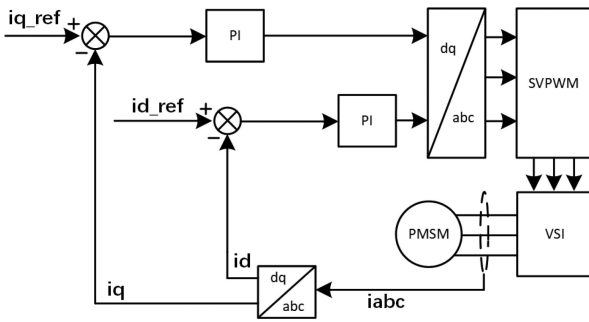 iq_ref
+
−
PI
dq
abc
SVPWM
id_ref
+
−
PI
PMSM
VSI
id
dq
abc
iq
iabc